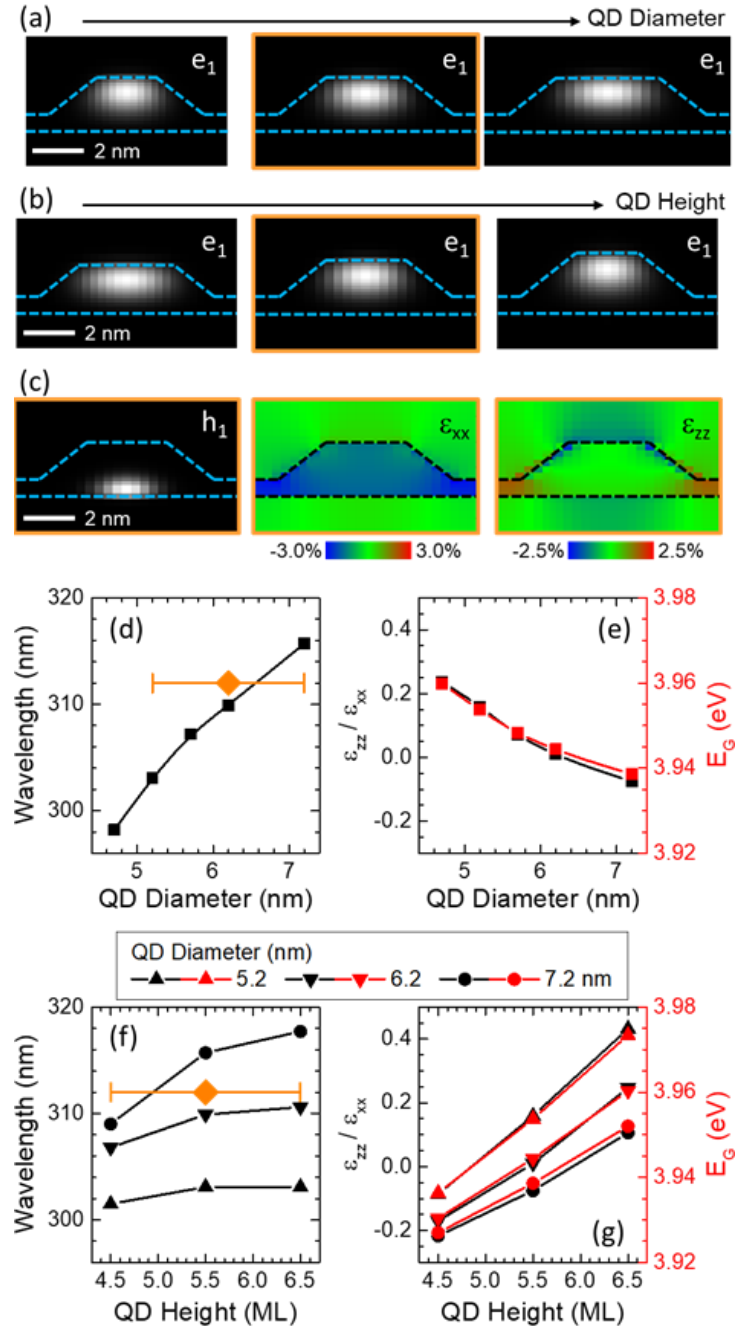 (a) QD Diameter
e₁ e₁ e₁
2 nm
(b) QD Height
e₁ e₁ e₁
2 nm
(c)
h₁ εxx εzz
2 nm
-3.0% 3.0% -2.5% 2.5%
320
310
300
Wavelength (nm)
(d)
5 6 7
QD Diameter (nm)
0.4
0.2
0.0
-0.2
εzz / εxx
(e)
3.98
3.96
3.94
3.92
E_G (eV)
5 6 7
QD Diameter (nm)
QD Diameter (nm)
5.2 6.2 7.2 nm
320
310
300
Wavelength (nm)
(f)
4.5 5.0 5.5 6.0 6.5
QD Height (ML)
0.4
0.2
0.0
-0.2
εzz / εxx
(g)
3.98
3.96
3.94
3.92
E_G (eV)
4.5 5.0 5.5 6.0 6.5
QD Height (ML)